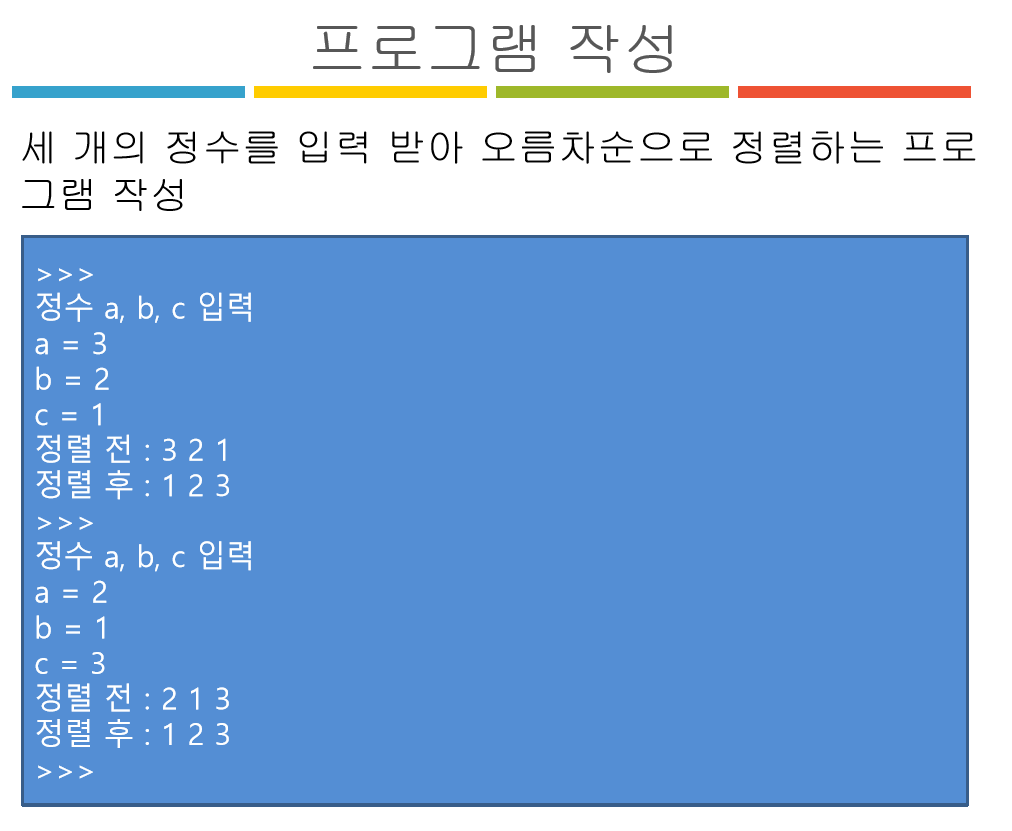 프로그램 작성
세 개의 정수를 입력 받아 오름차순으로 정렬하는 프로
그램 작성
>>>
정수 a, b, c 입력
a = 3
b = 2
c = 1
정렬 전 : 3 2 1
정렬 후 : 1 2 3
>>>
정수 a, b, c 입력
a = 2
b = 1
c = 3
정렬 전 : 2 1 3
정렬 후 : 1 2 3
>>>